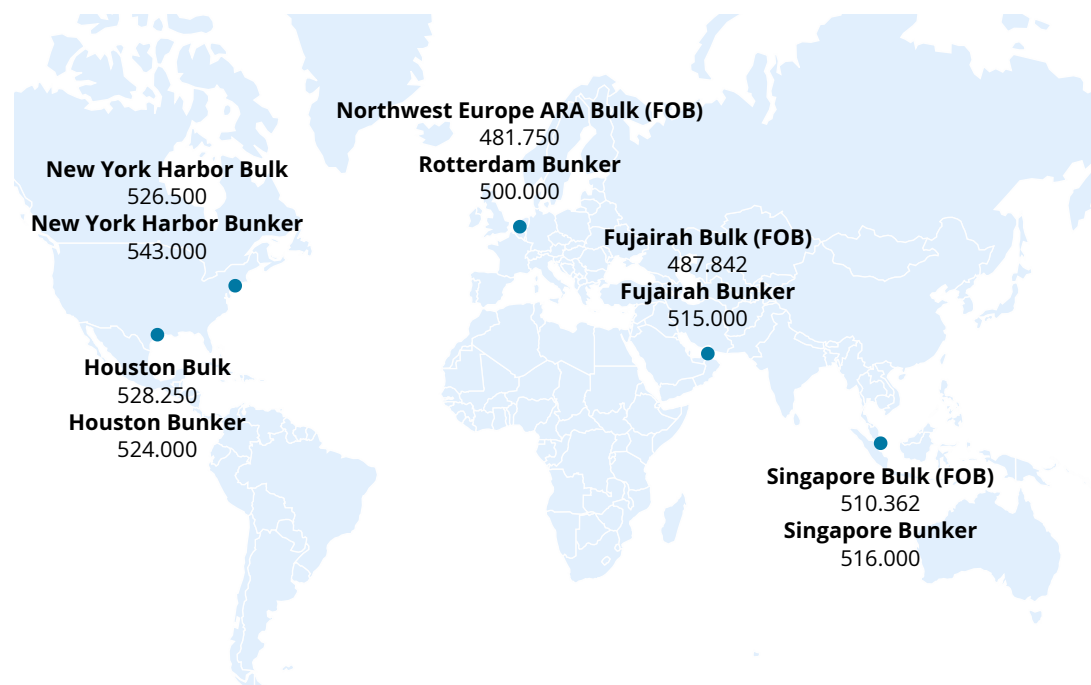 Northwest Europe ARA Bulk (FOB)
481.750
Rotterdam Bunker
500.000
New York Harbor Bulk
526.500
New York Harbor Bunker
543.000
Fujairah Bulk (FOB)
487.842
Fujairah Bunker
515.000
Houston Bulk
528.250
Houston Bunker
524.000
Singapore Bulk (FOB)
510.362
Singapore Bunker
516.000